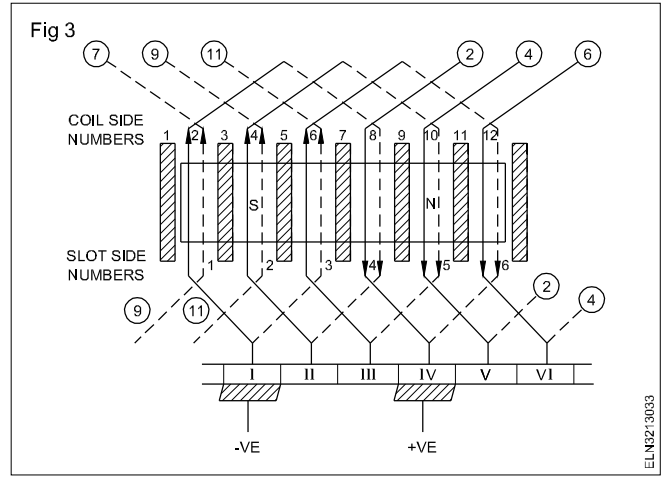 Fig 3
7 9 11 2 4 6
COIL SIDE
NUMBERS
1 2 3 4 5 6 7 8 9 10 11 12
S N
SLOT SIDE
NUMBERS
1 2 3 4 5 6
9 11 2 4
I II III IV V VI
-VE +VE
ELN3213033